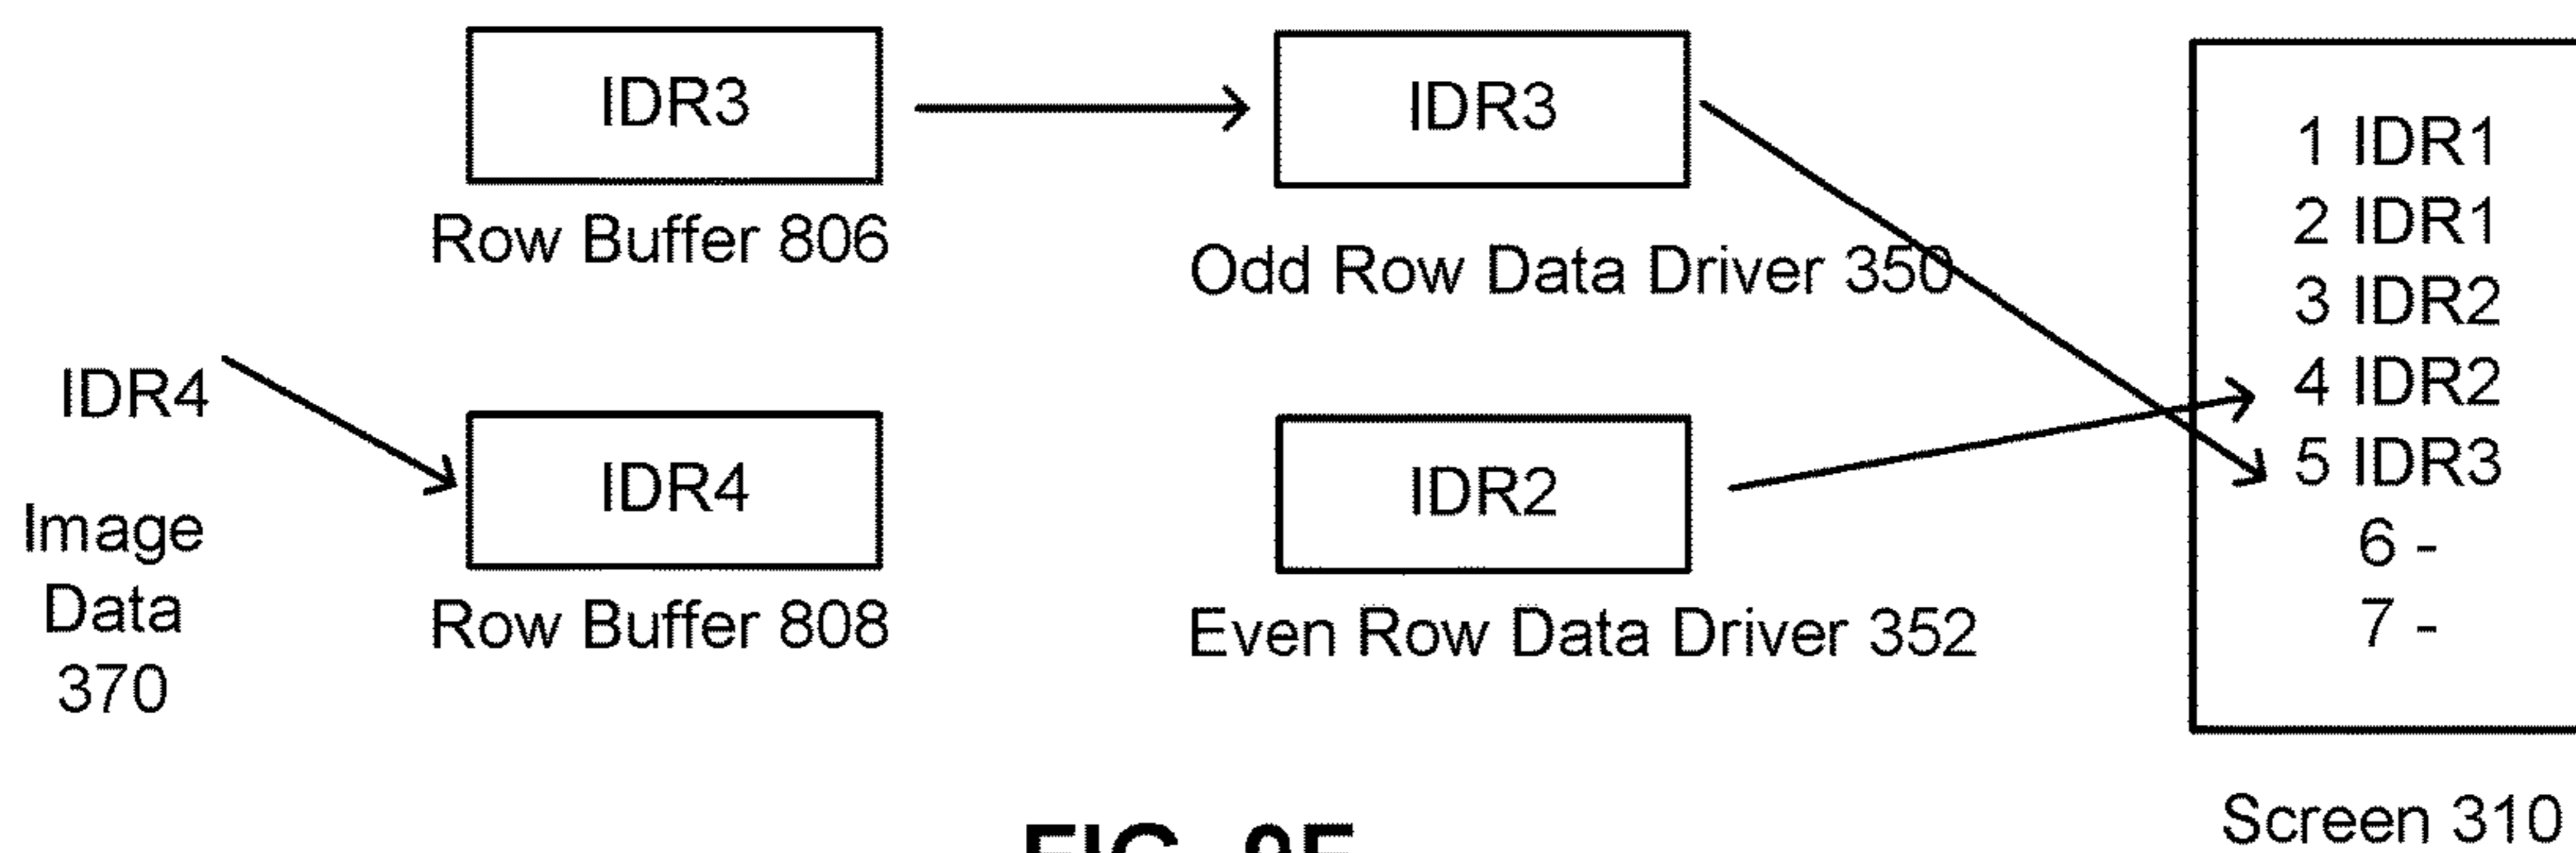 IDR3
Row Buffer 806
IDR3
Odd Row Data Driver 350
IDR4
Image
Data
370
IDR4
Row Buffer 808
IDR2
Even Row Data Driver 352
1 IDR1
2 IDR1
3 IDR2
4 IDR2
5 IDR3
6 -
7 -
Screen 310
FIG.